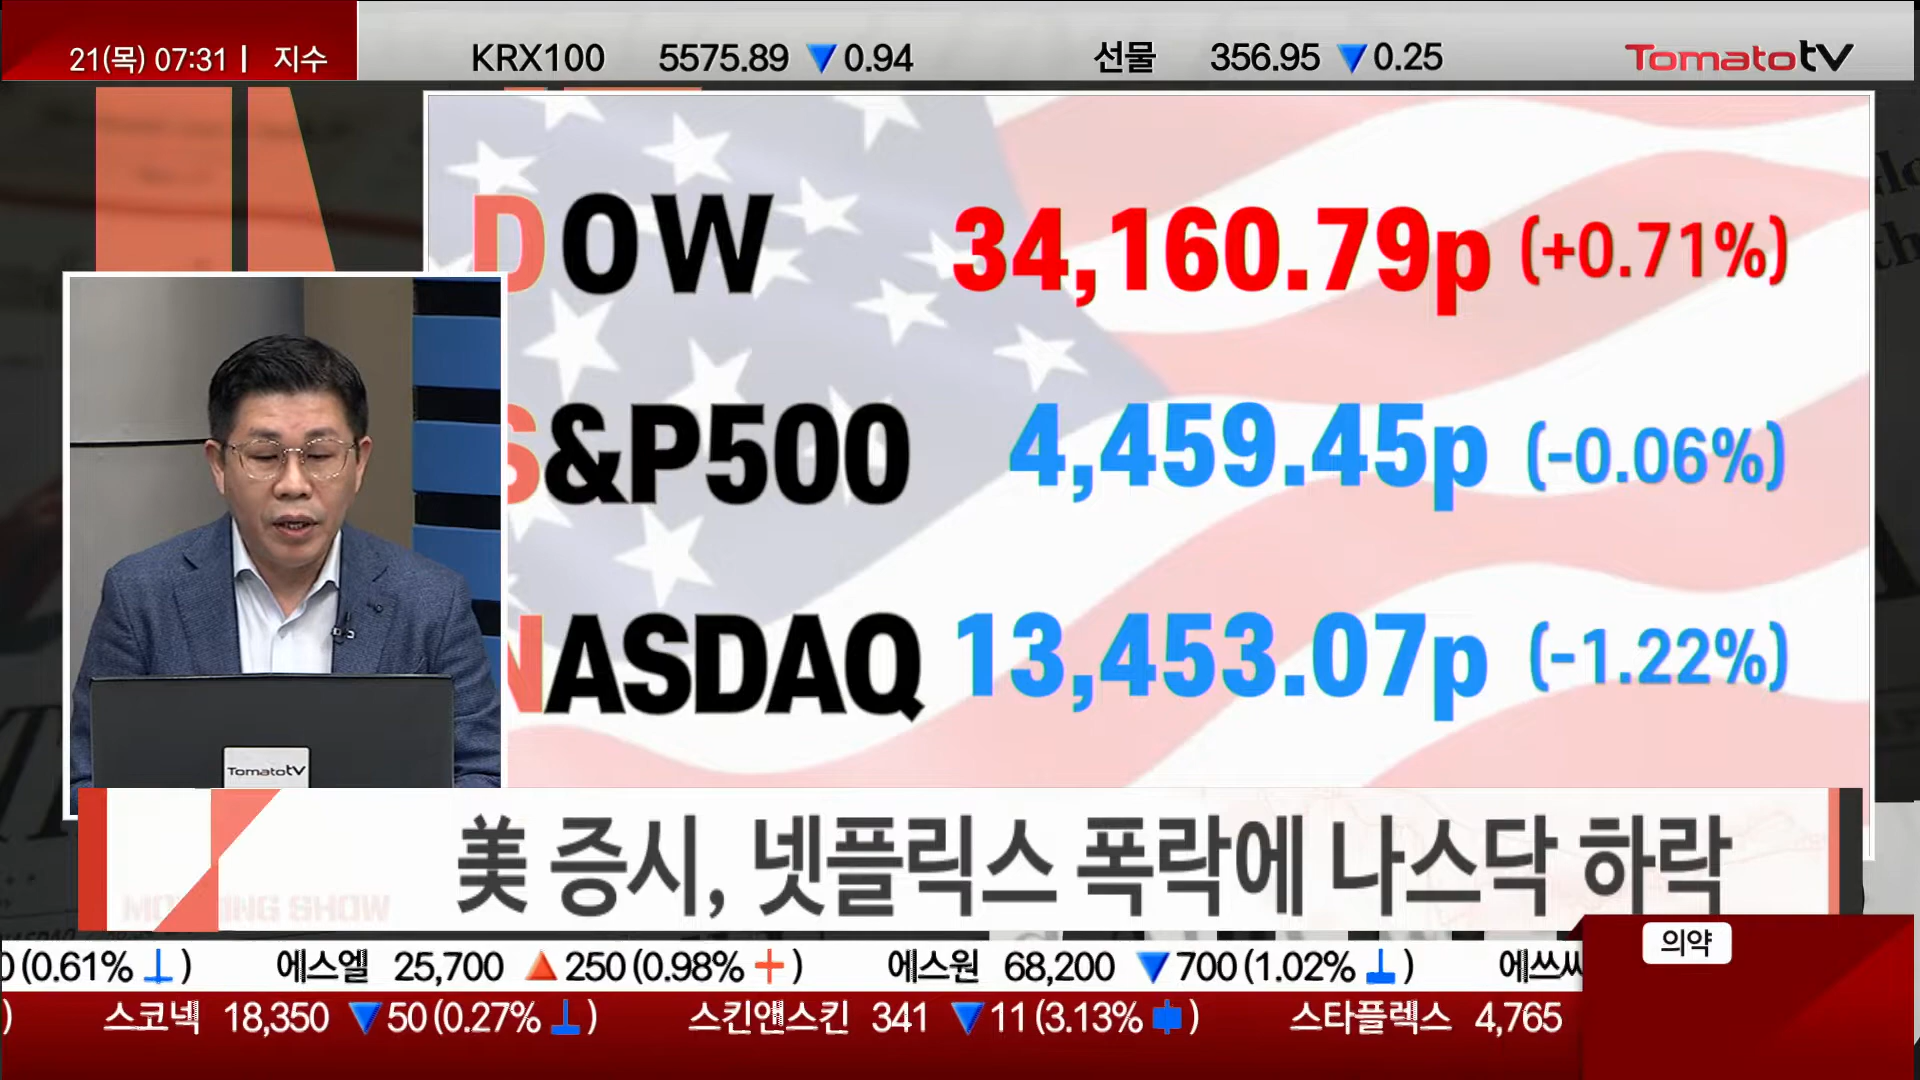 21(목) 07:31 | 지수 KRX100 5575.89 ▼0.94 선물 356.95 ▼0.25 Tomatotv
DOW 34,160.79p (+0.71%)
S&P500 4,459.45p (-0.06%)
NASDAQ 13,453.07p (-1.22%)
Tomatotv
美 증시, 넷플릭스 폭락에 나스닥 하락
MORNING SHOW
의약
0(0.61% ) 에스엘 25,700 ▲250(0.98% ) 에스원 68,200 ▼700(1.02% ) 에쓰씨
) 스코넥 18,350 ▼50(0.27% ) 스킨앤스킨 341 ▼11(3.13% ) 스타플렉스 4,765